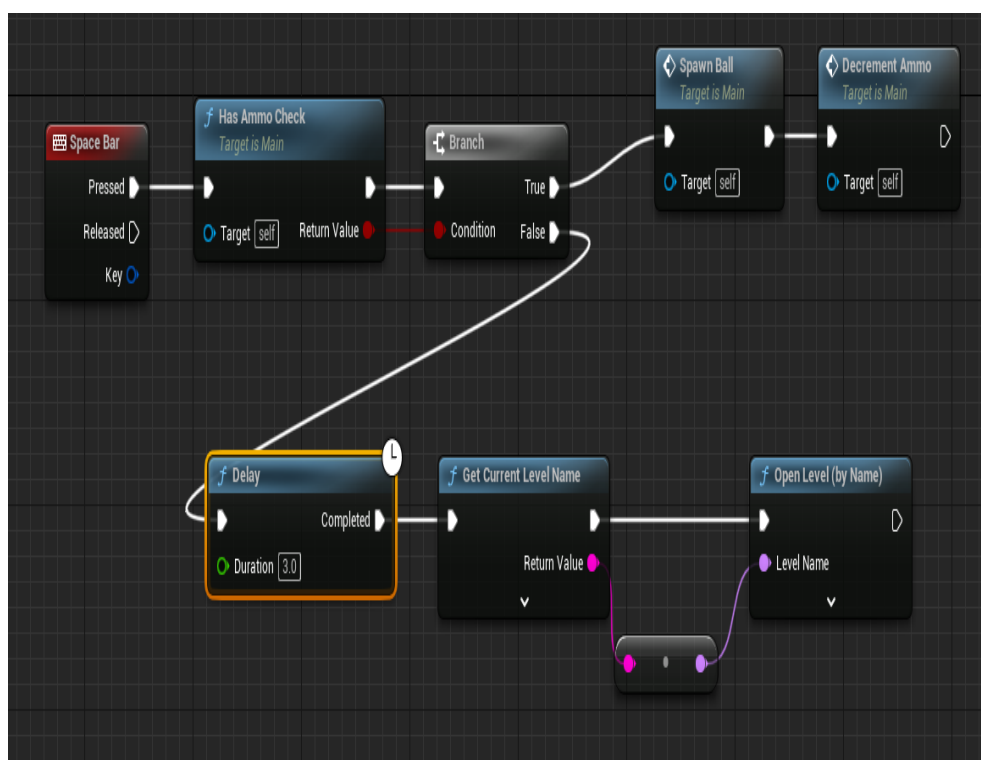 Space Bar
Pressed
Released
Key
Has Ammo Check
Target is Main
Target self
Return Value
Branch
True
Condition
False
Spawn Ball
Target is Main
Target self
Decrement Ammo
Target is Main
Target self
Delay
Completed
Duration 3.0
Get Current Level Name
Return Value
Open Level (by Name)
Level Name